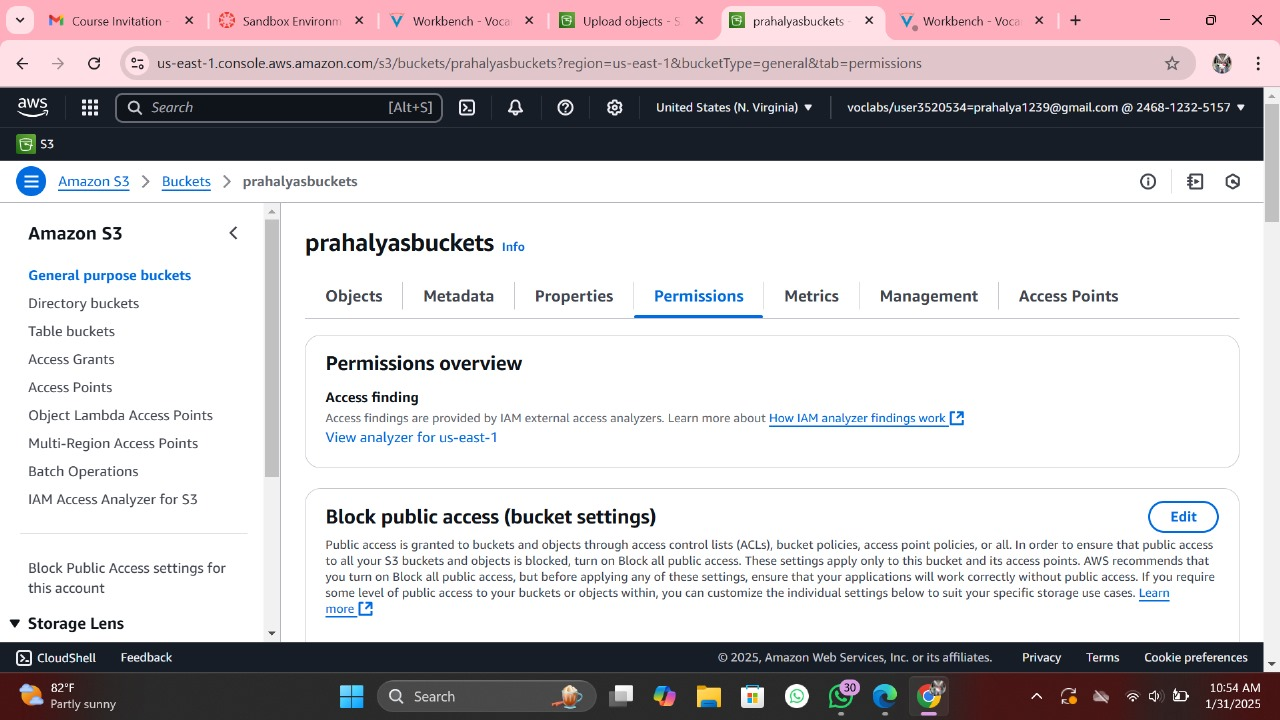 Course Invitation -
Sandbox Environm
Workbench - Voca
Upload objects - S
prahalyasbuckets -
Workbench - Voca
us-east-1.console.aws.amazon.com/s3/buckets/prahalyasbuckets?region=us-east-1&bucketType=general&tab=permissions
aws
Search [Alt+S]
United States (N. Virginia)
voclabs/user3520534=prahalya1239@gmail.com @ 2468-1232-5157
S3
Amazon S3 > Buckets > prahalyasbuckets
Amazon S3
General purpose buckets
Directory buckets
Table buckets
Access Grants
Access Points
Object Lambda Access Points
Multi-Region Access Points
Batch Operations
IAM Access Analyzer for S3
Block Public Access settings for
this account
Storage Lens
prahalyasbuckets Info
Objects
Metadata
Properties
Permissions
Metrics
Management
Access Points
Permissions overview
Access finding
Access findings are provided by IAM external access analyzers. Learn more about How IAM analyzer findings work
View analyzer for us-east-1
Block public access (bucket settings)
Edit
Public access is granted to buckets and objects through access control lists (ACLs), bucket policies, access point policies, or all. In order to ensure that public access
to all your S3 buckets and objects is blocked, turn on Block all public access. These settings apply only to this bucket and its access points. AWS recommends that
you turn on Block all public access, but before applying any of these settings, ensure that your applications will work correctly without public access. If you require
some level of public access to your buckets or objects within, you can customize the individual settings below to suit your specific storage use cases. Learn
more
CloudShell
Feedback
© 2025, Amazon Web Services, Inc. or its affiliates.
Privacy
Terms
Cookie preferences
82°F
Partly sunny
Search
30
10:54 AM
1/31/2025